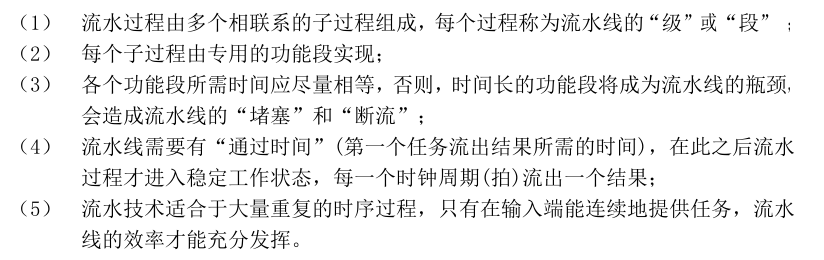 （1） 流水过程由多个相联系的子过程组成，每个过程称为流水线的“级”或“段”；
（2） 每个子过程由专用的功能段实现；
（3） 各个功能段所需时间应尽量相等，否则，时间长的功能段将成为流水线的瓶颈，
会造成流水线的“堵塞”和“断流”；
（4） 流水线需要有“通过时间”(第一个任务流出结果所需的时间)，在此之后流水
过程才进入稳定工作状态，每一个时钟周期(拍)流出一个结果；
（5） 流水技术适合于大量重复的时序过程，只有在输入端能连续地提供任务，流水
线的效率才能充分发挥。